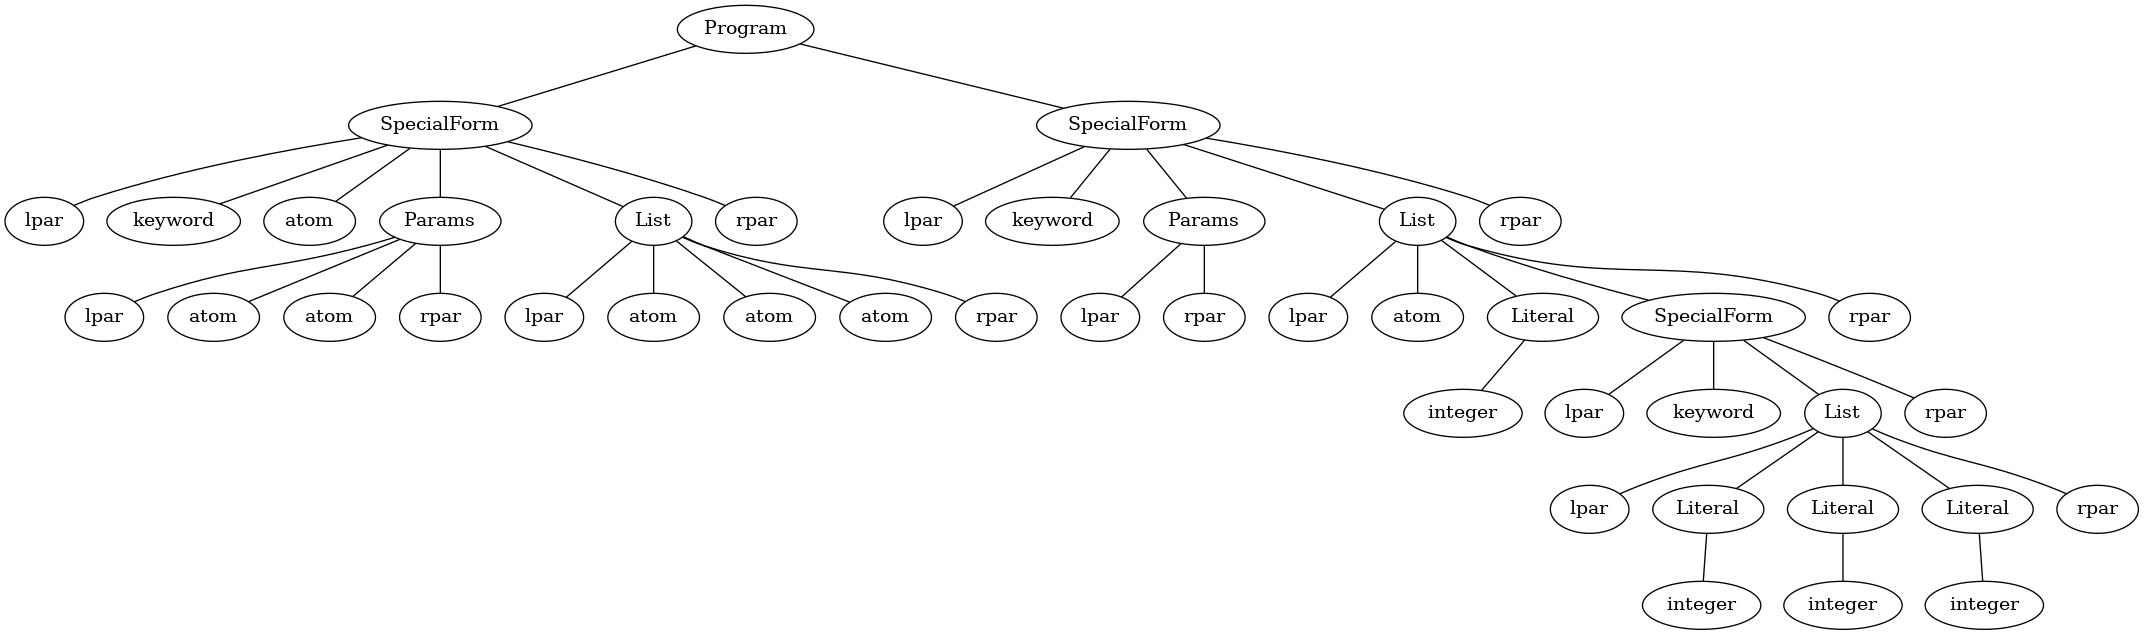 Program
SpecialForm SpecialForm
lpar keyword atom Params List rpar lpar keyword Params List rpar
lpar atom atom rpar lpar atom atom atom rpar lpar rpar lpar atom Literal SpecialForm rpar
integer lpar keyword List rpar
lpar Literal Literal Literal rpar
integer integer integer